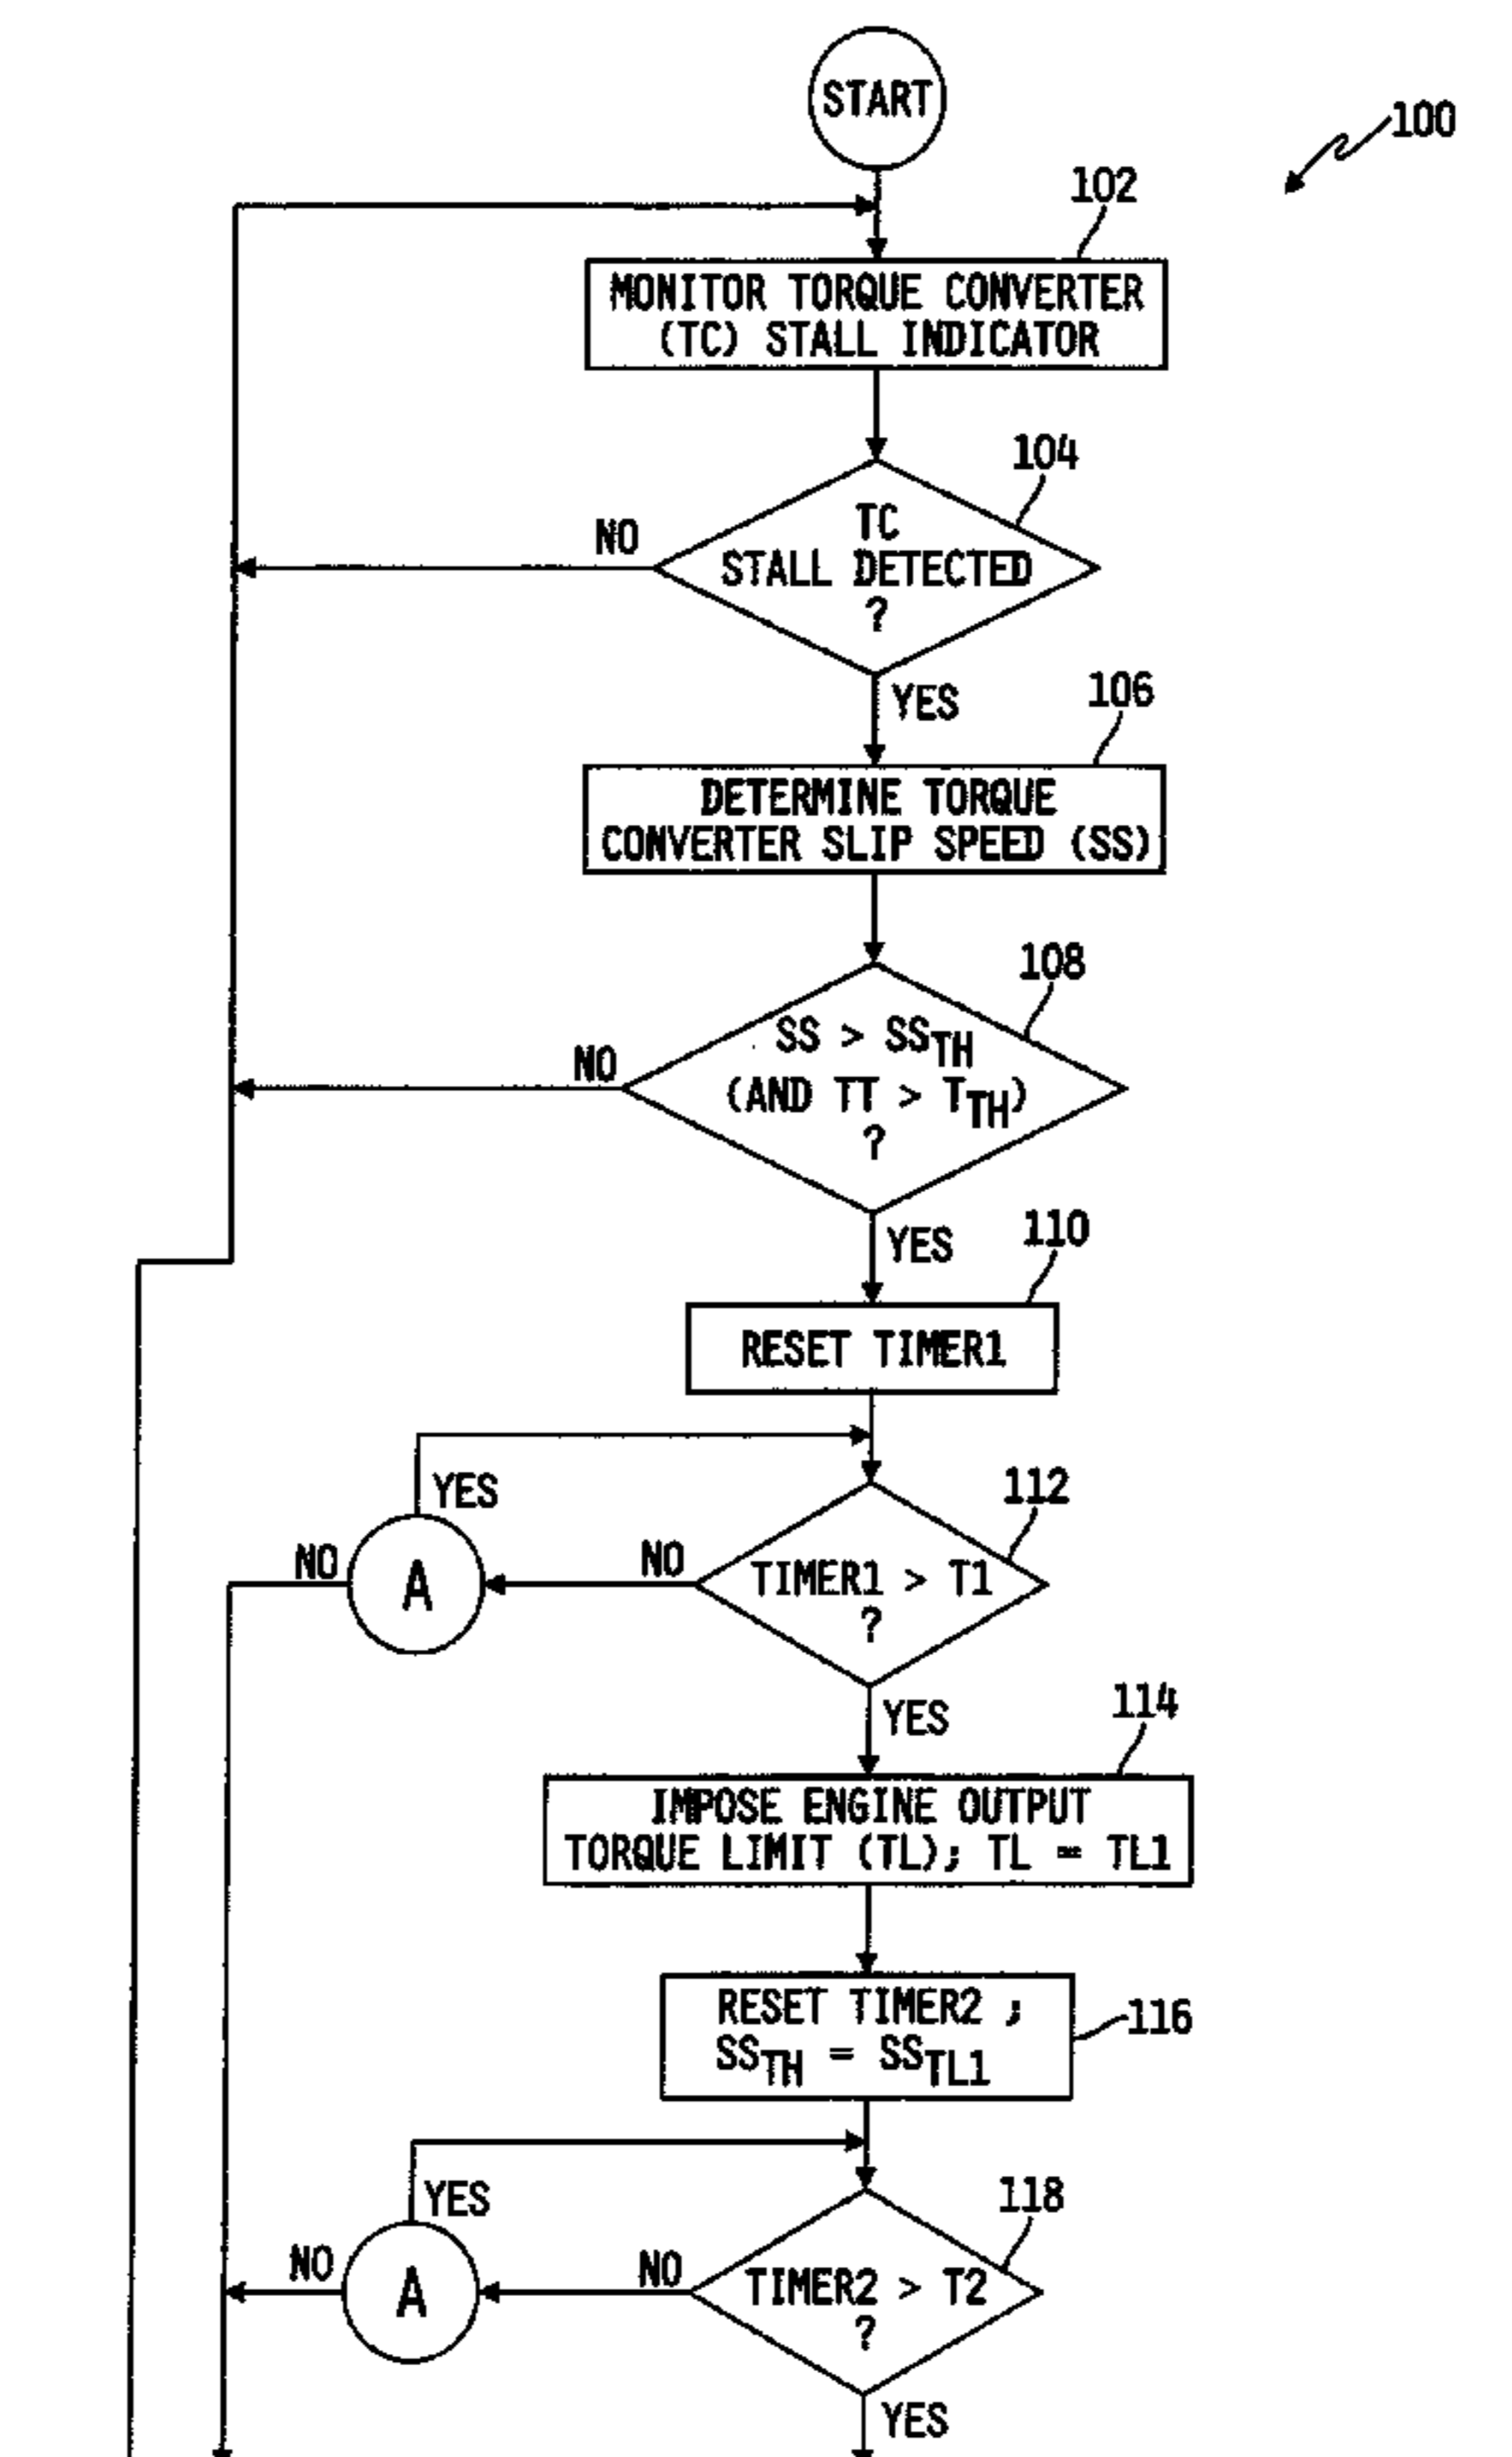 START
100
102
MONITOR TORQUE CONVERTER
(TC) STALL INDICATOR
104
TC
STALL DETECTED
?
NO
YES
106
DETERMINE TORQUE
CONVERTER SLIP SPEED (SS)
108
SS > SSTH
(AND TT > TTH)
?
NO
YES
110
RESET TIMER1
YES
112
NO
A
NO
TIMER1 > T1
?
YES
114
IMPOSE ENGINE OUTPUT
TORQUE LIMIT (TL); TL = TL1
RESET TIMER2 ;
SSTH = SSTL1
116
YES
118
NO
A
NO
TIMER2 > T2
?
YES